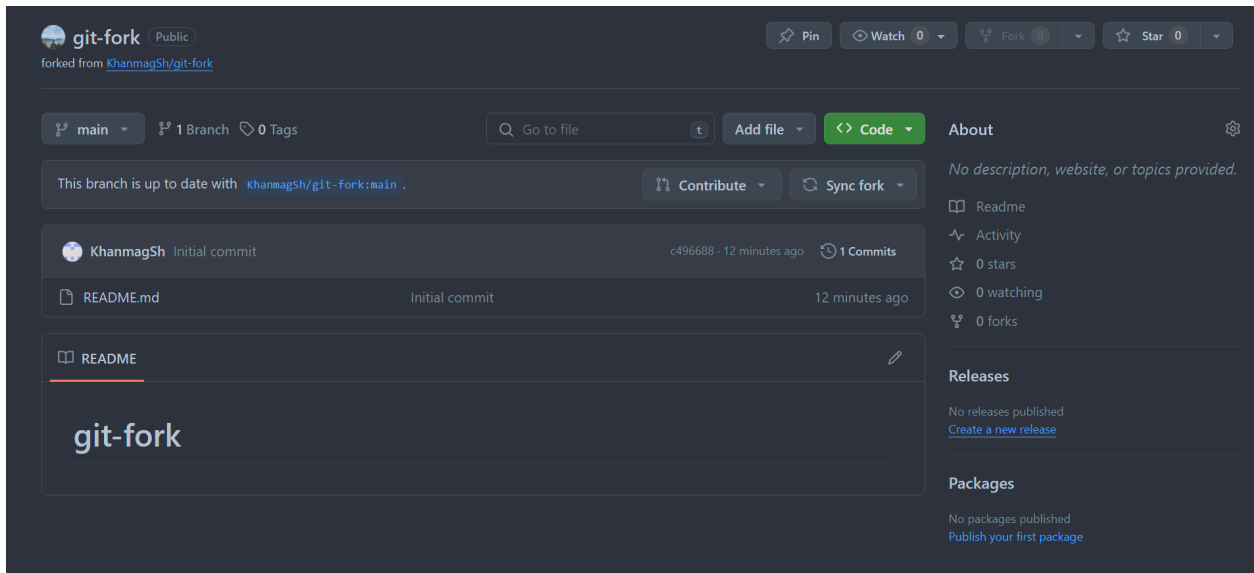 git-fork Public Pin Watch 0 Fork 0 Star 0
forked from KhanmagSh/git-fork
main 1 Branch 0 Tags Go to file t Add file Code
This branch is up to date with KhanmagSh/git-fork:main . Contribute Sync fork
KhanmagSh Initial commit c496688 · 12 minutes ago 1 Commits
README.md Initial commit 12 minutes ago
README
git-fork
About
No description, website, or topics provided.
Readme
Activity
0 stars
0 watching
0 forks
Releases
No releases published
Create a new release
Packages
No packages published
Publish your first package